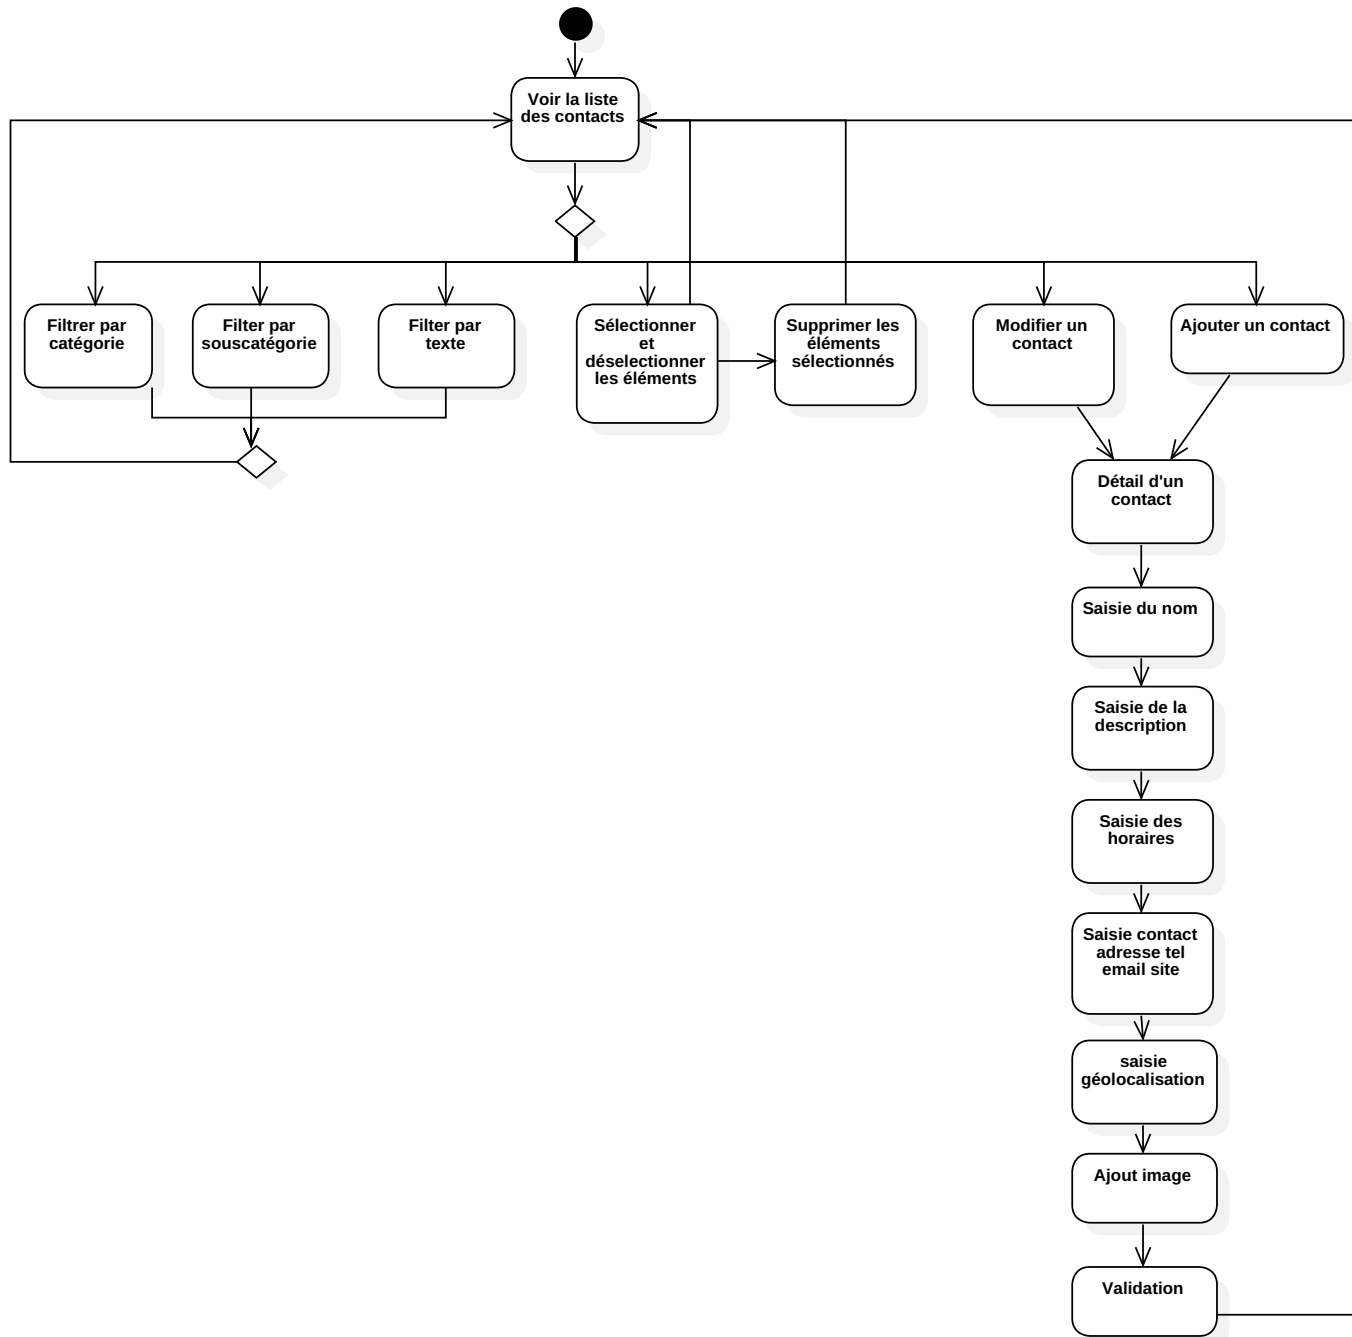 Voir la liste
des contacts
Filtrer par
catégorie
Filter par
souscatégorie
Filter par
texte
Sélectionner
et
déselectionner
les éléments
Supprimer les
éléments
sélectionnés
Modifier un
contact
Ajouter un contact
Détail d'un
contact
Saisie du nom
Saisie de la
description
Saisie des
horaires
Saisie contact
adresse tel
email site
saisie
géolocalisation
Ajout image
Validation